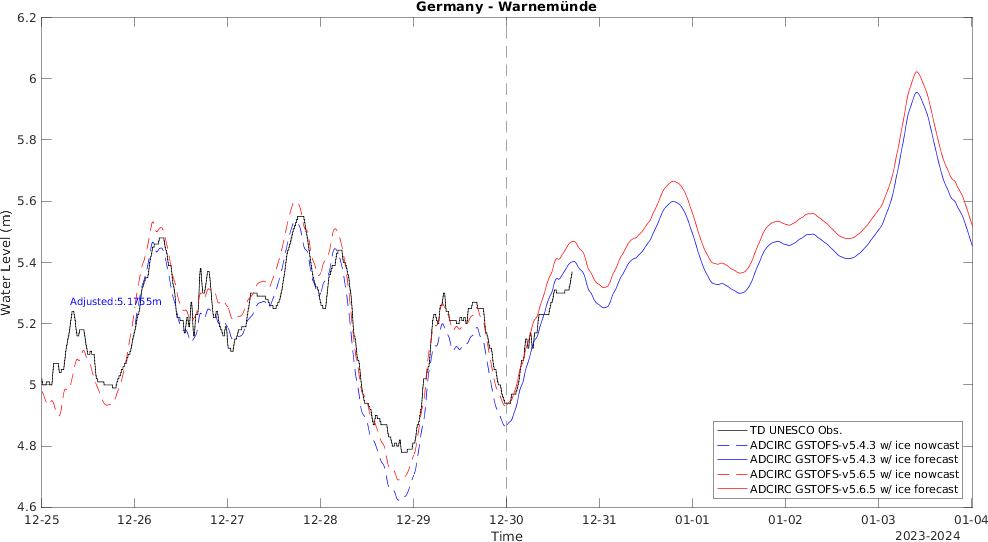 Germany - Warnemünde
6.2
6
5.8
5.6
5.4
5.2
5
4.8
4.6
Water Level (m)
Adjusted:5.1755m
TD UNESCO Obs.
ADCIRC GSTOFS-v5.4.3 w/ ice nowcast
ADCIRC GSTOFS-v5.4.3 w/ ice forecast
ADCIRC GSTOFS-v5.6.5 w/ ice nowcast
ADCIRC GSTOFS-v5.6.5 w/ ice forecast
12-25 12-26 12-27 12-28 12-29 12-30 12-31 01-01 01-02 01-03 01-04
Time
2023-2024